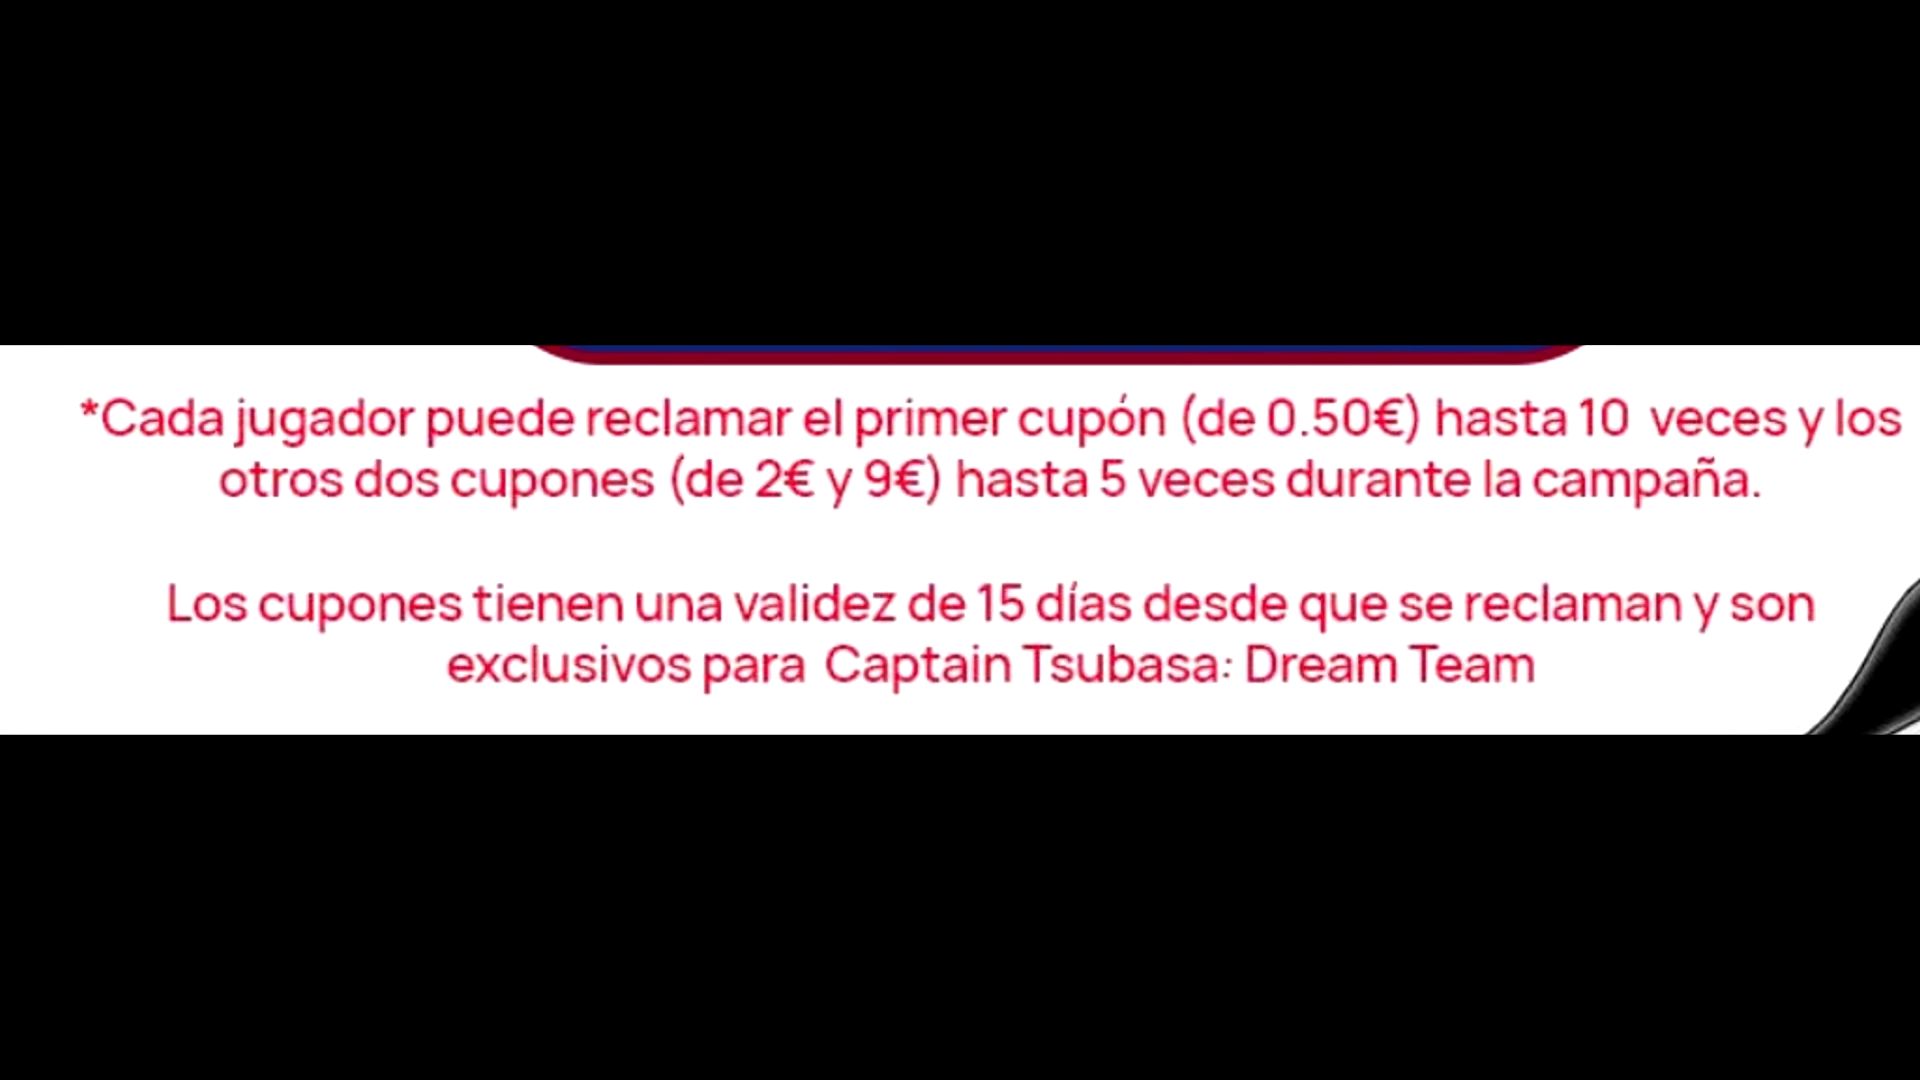 *Cada jugador puede reclamar el primer cupón (de 0.50€) hasta 10 veces y los
otros dos cupones (de 2€ y 9€) hasta 5 veces durante la campaña.
Los cupones tienen una validez de 15 días desde que se reclaman y son
exclusivos para Captain Tsubasa: Dream Team